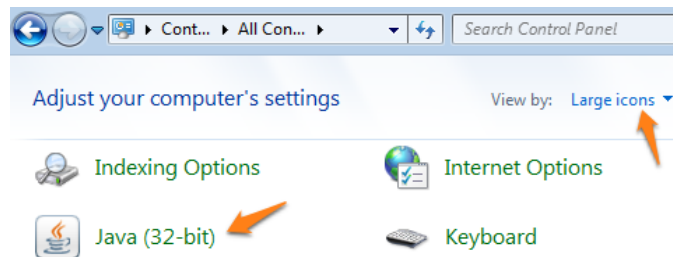 Cont... All Con... Search Control Panel
Adjust your computer's settings View by: Large icons
Indexing Options Internet Options
Java (32-bit) Keyboard